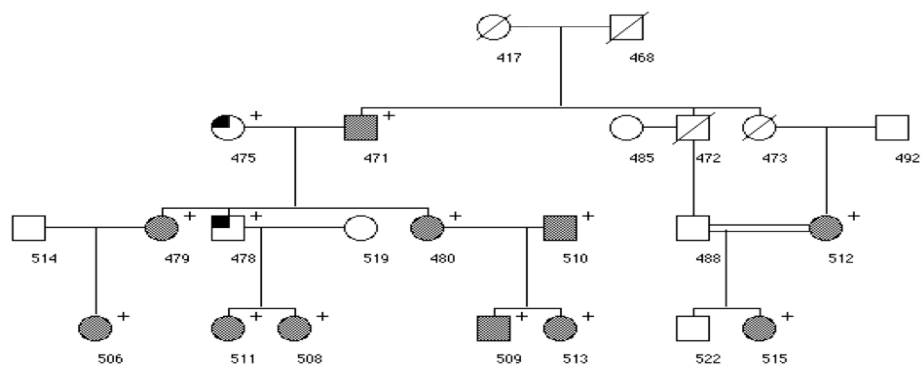 417 468
+ +
475 471 485 472 473 492
+ + + + +
514 479 478 519 480 510 488 512
+ + + + + +
506 511 508 509 513 522 515